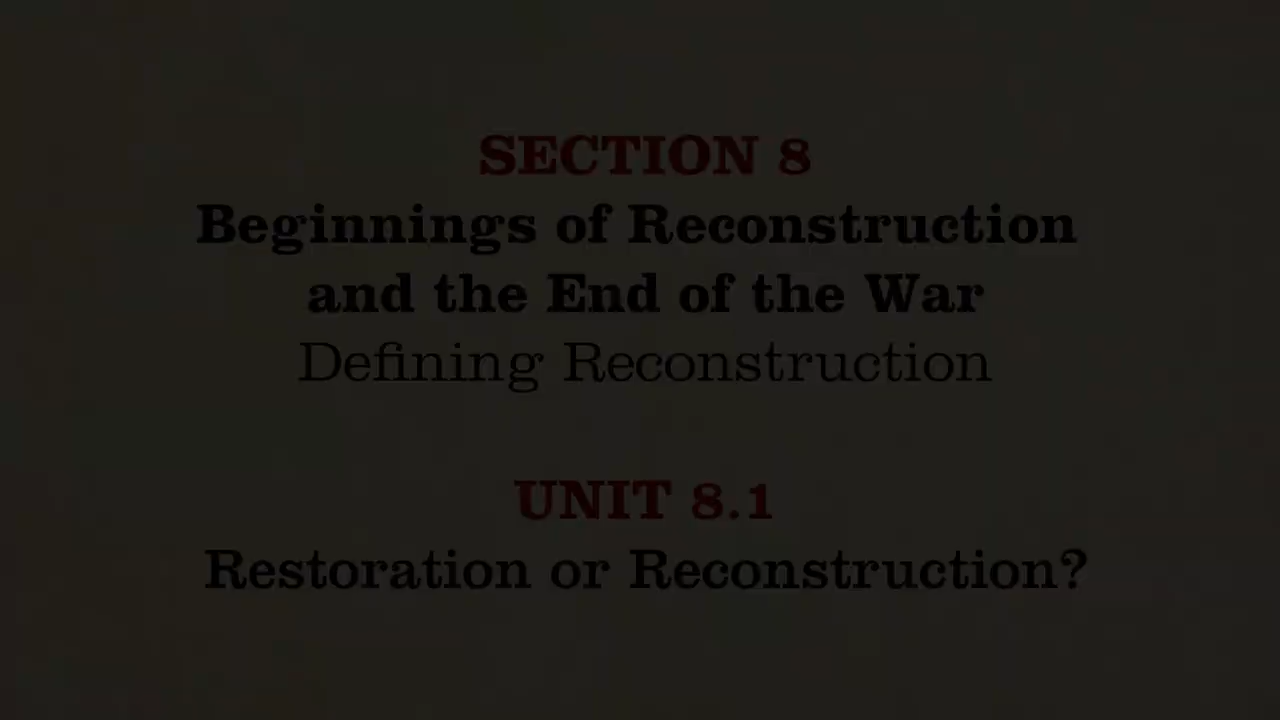 SECTION 8
Beginnings of Reconstruction
and the End of the War
Defining Reconstruction
UNIT 8.1
Restoration or Reconstruction?